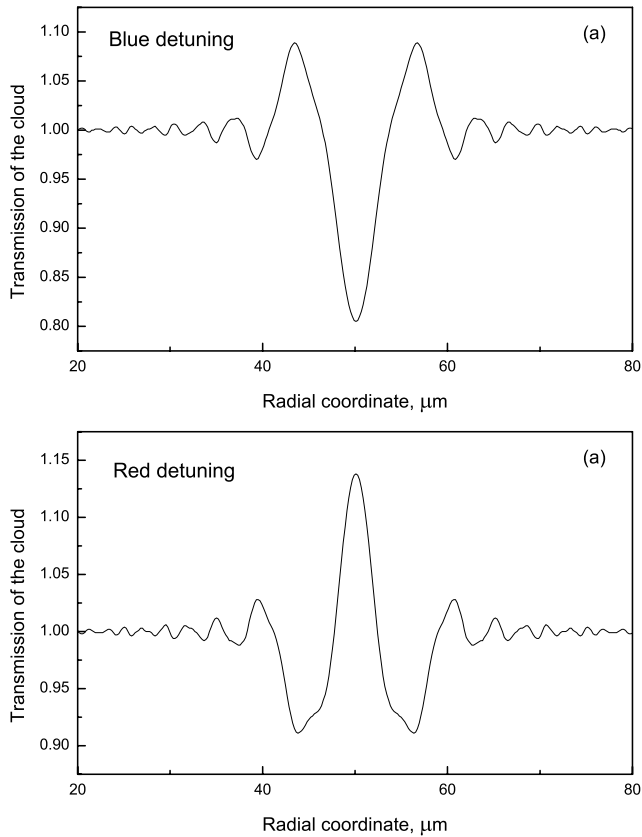 Blue detuning
(a)
Transmission of the cloud
1.10
1.05
1.00
0.95
0.90
0.85
0.80
20
40
60
80
Radial coordinate, μm
Red detuning
(a)
Transmission of the cloud
1.15
1.10
1.05
1.00
0.95
0.90
20
40
60
80
Radial coordinate, μm